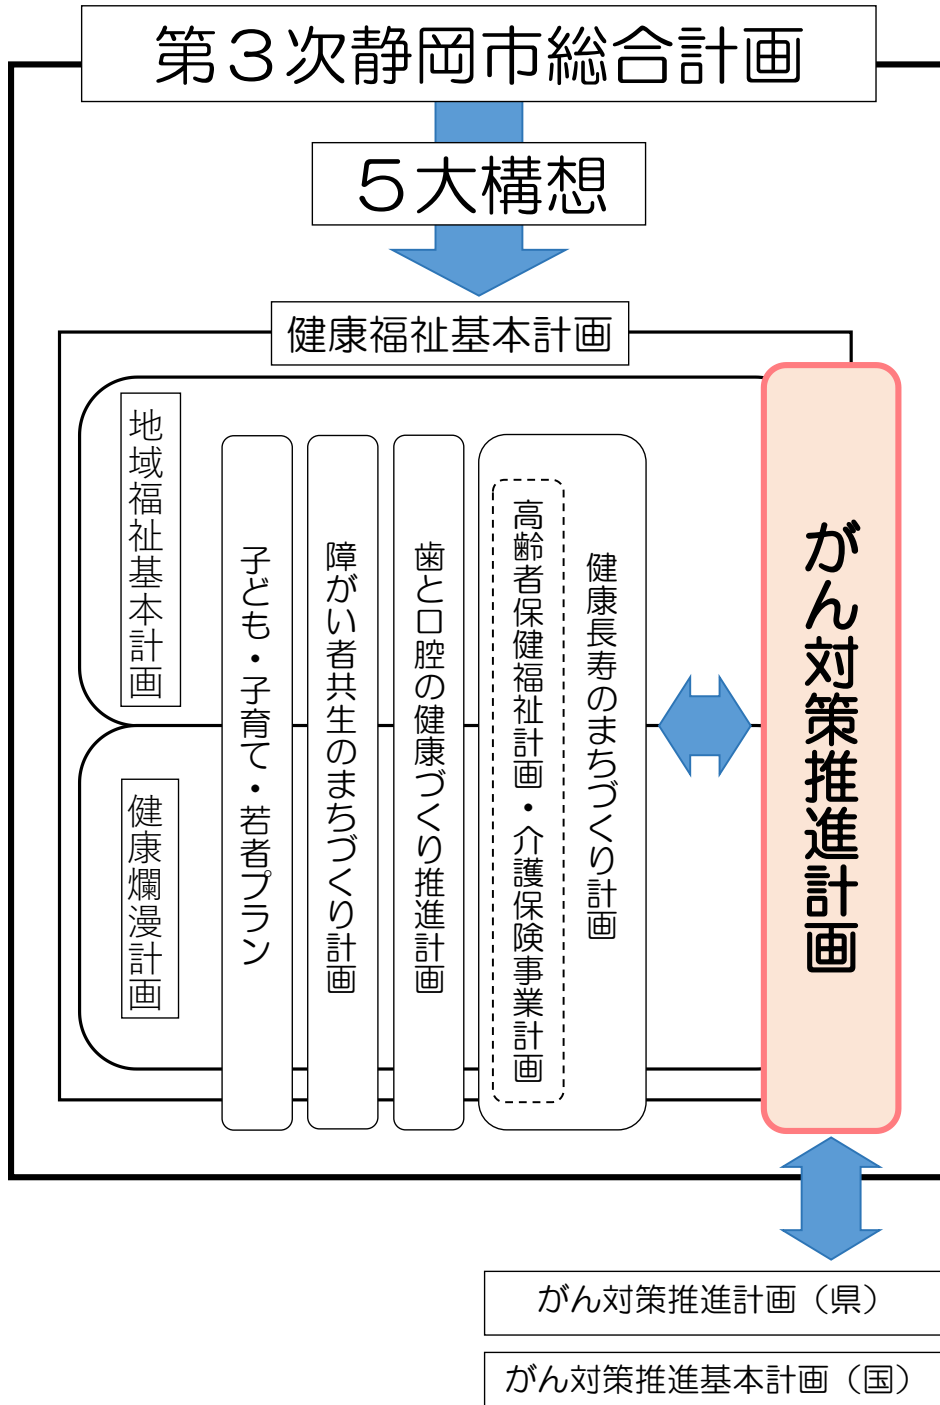 第３次静岡市総合計画
５大構想
健康福祉基本計画
地域福祉基本計画
健康爛漫計画
子ども・子育て・若者プラン
障がい者共生のまちづくり計画
歯と口腔の健康づくり推進計画
高齢者保健福祉計画・介護保険事業計画
健康長寿のまちづくり計画
がん対策推進計画
がん対策推進計画（県）
がん対策推進基本計画（国）